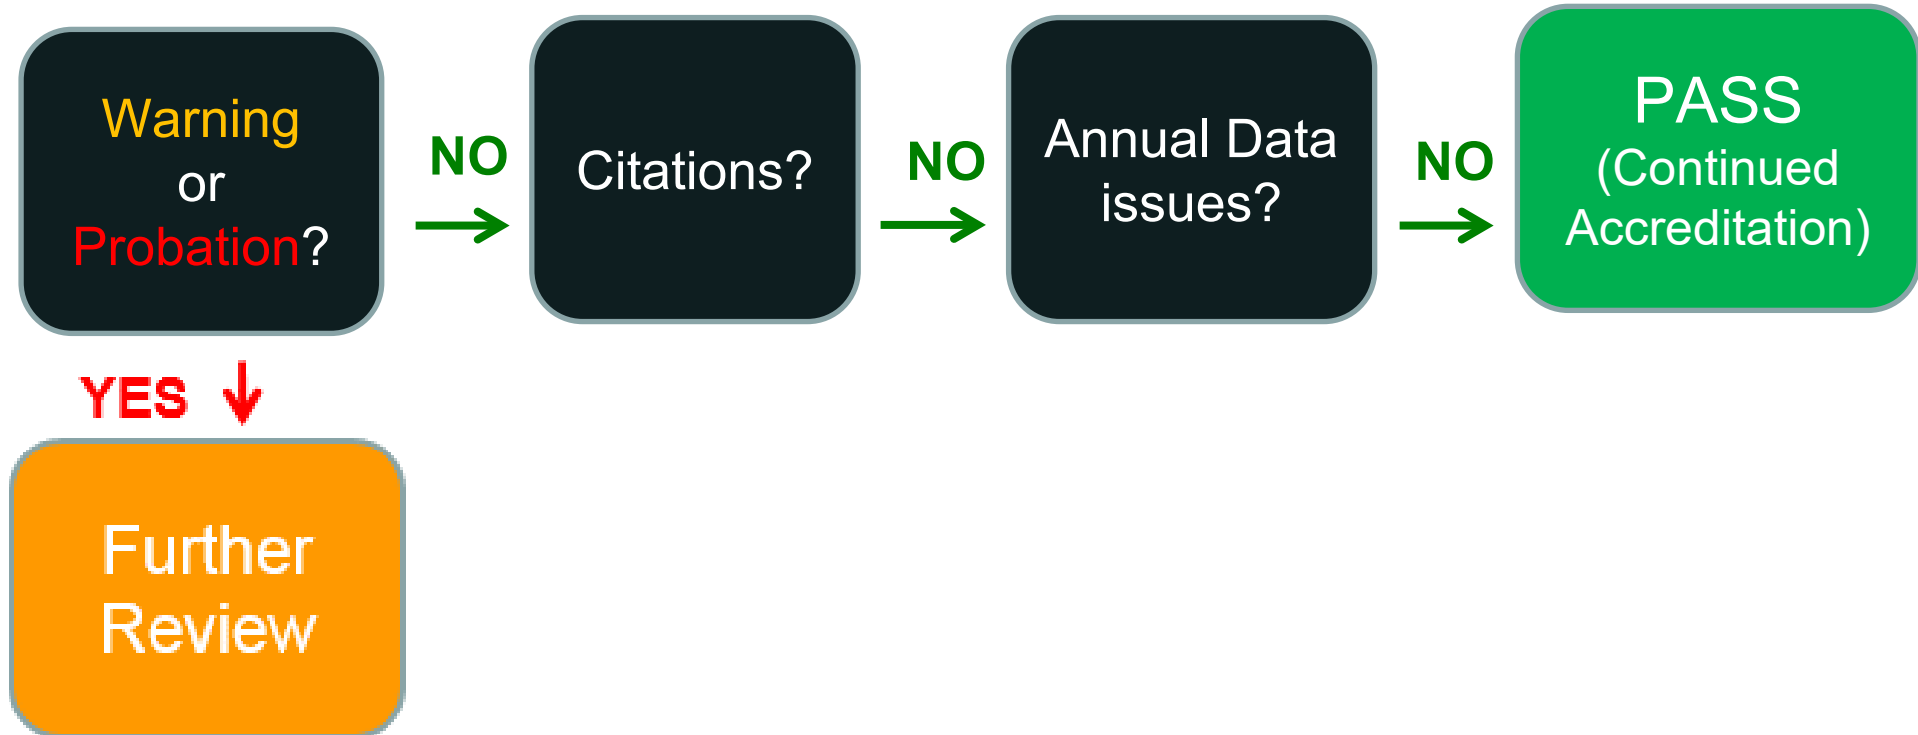 Warning
or
Probation?
NO
Citations?
NO
Annual Data
issues?
NO
PASS
(Continued
Accreditation)
YES
Further
Review